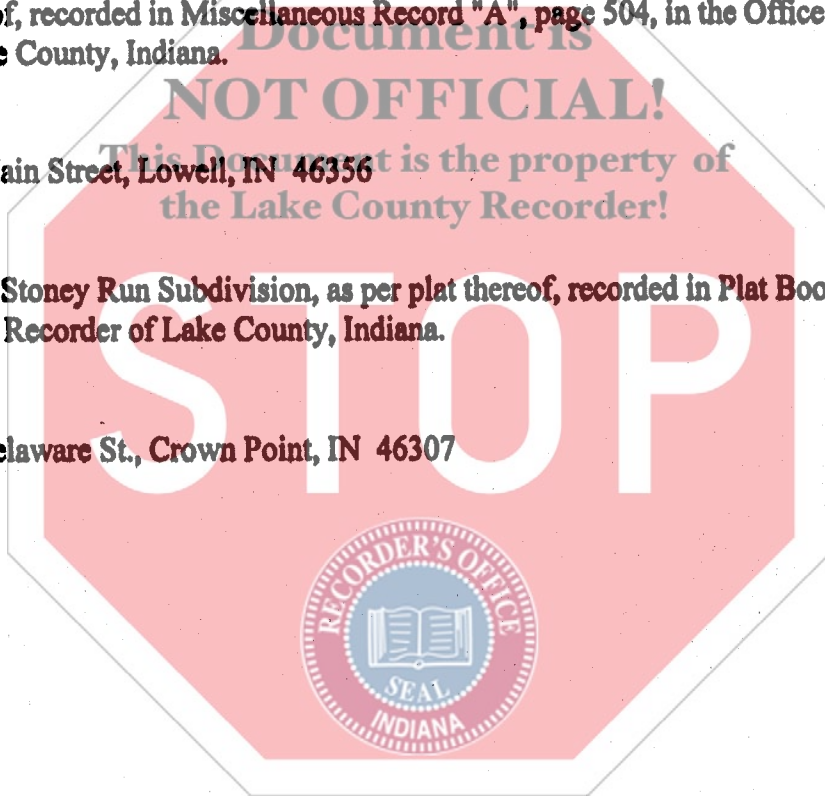 of, recorded in Miscellaneous Record "A", page 504, in the Office
Document is
County, Indiana.
NOT OFFICIAL!
This Document is the property of
ain Street, Lowell, IN 46356
the Lake County Recorder!
Stoney Run Subdivision, as per plat thereof, recorded in Plat Boo
Recorder of Lake County, Indiana.
STOP
elaware St., Crown Point, IN 46307
RECORDER'S OFFICE
SEAL
INDIANA